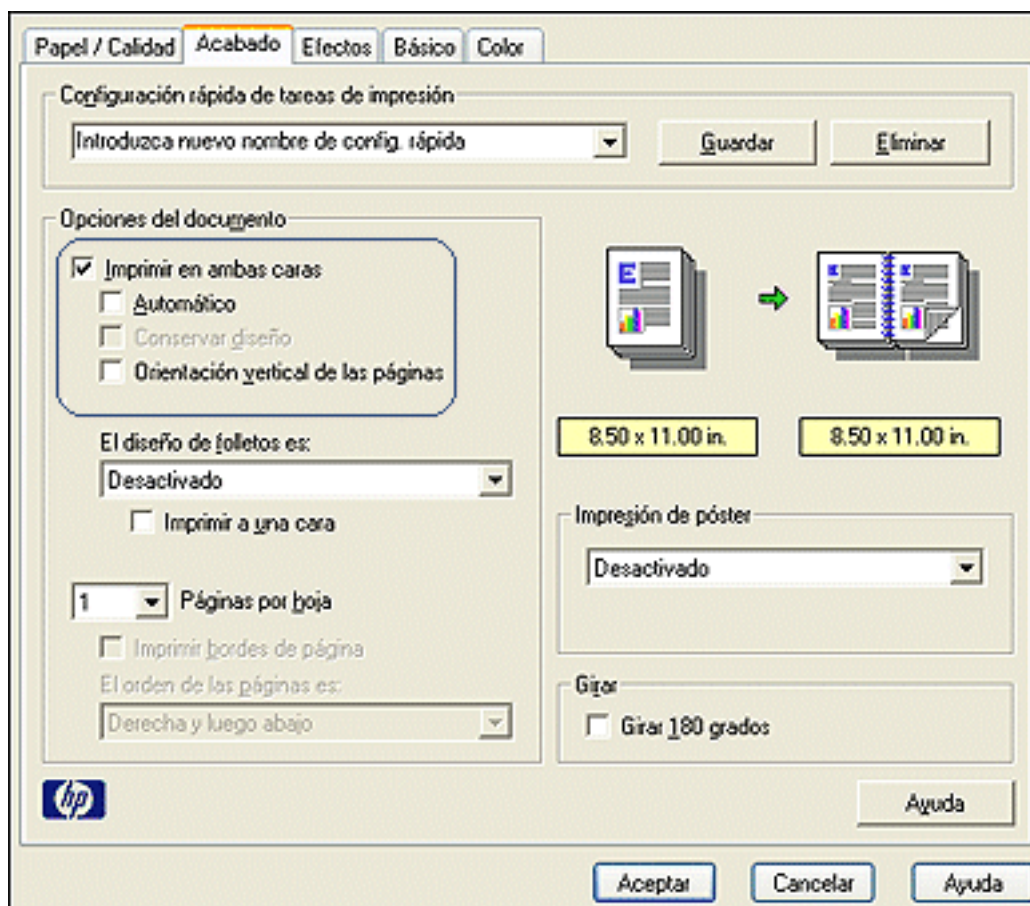 Papel / Calidad Acabado Efectos Básico Color
Configuración rápida de tareas de impresión
Introduzca nuevo nombre de config. rápida Guardar Eliminar
Opciones del documento
Imprimir en ambas caras
Automático
Conservar diseño
Orientación vertical de las páginas
El diseño de folletos es:
Desactivado
Imprimir a una cara
1 Páginas por hoja
Imprimir bordes de página
El orden de las páginas es:
Derecha y luego abajo
E
8.50 x 11.00 in. 8.50 x 11.00 in.
Impresión de póster
Desactivado
Girar
Girar 180 grados
hp
Ayuda
Aceptar Cancelar Ayuda